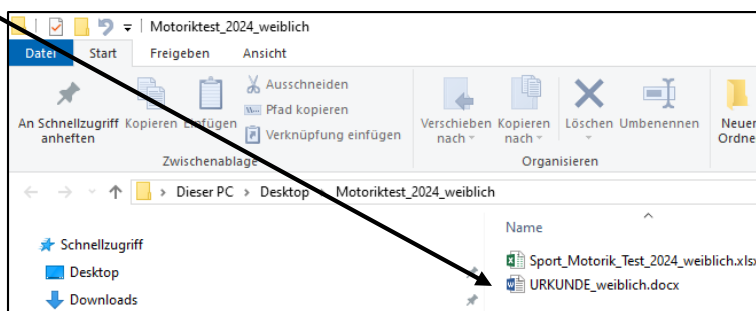 Motoriktest_2024_weiblich
Datei Start Freigeben Ansicht
An Schnellzugriff anheften
Kopieren
Einfügen
Ausschneiden
Pfad kopieren
Verknüpfung einfügen
Zwischenablage
Verschieben nach
Kopieren nach
Löschen
Umbenennen
Neuer Ordne
Organisieren
Dieser PC > Desktop > Motoriktest_2024_weiblich
Name
Schnellzugriff
Desktop
Downloads
Sport_Motorik_Test_2024_weiblich.xlsx
URKUNDE_weiblich.docx